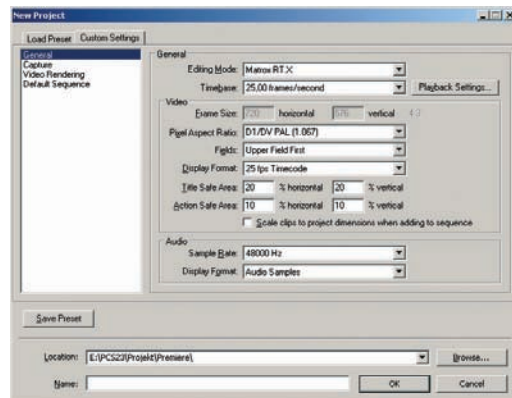 New Project
Load Preset Custom Settings
General
Capture
Video Rendering
Default Sequence
General
Editing Mode: Matrox RT.X
Timebase: 25,00 frames/second Playback Settings...
Video
Frame Size: 720 horizontal 576 vertical 4:3
Pixel Aspect Ratio: D1/DV PAL (1.067)
Fields: Upper Field First
Display Format: 25 fps Timecode
Title Safe Area: 20 % horizontal 20 % vertical
Action Safe Area: 10 % horizontal 10 % vertical
Scale clips to project dimensions when adding to sequence
Audio
Sample Rate: 48000 Hz
Display Format: Audio Samples
Save Preset
Location: E:\PCS23\Projekt\Premiere\ Browse...
Name: OK Cancel